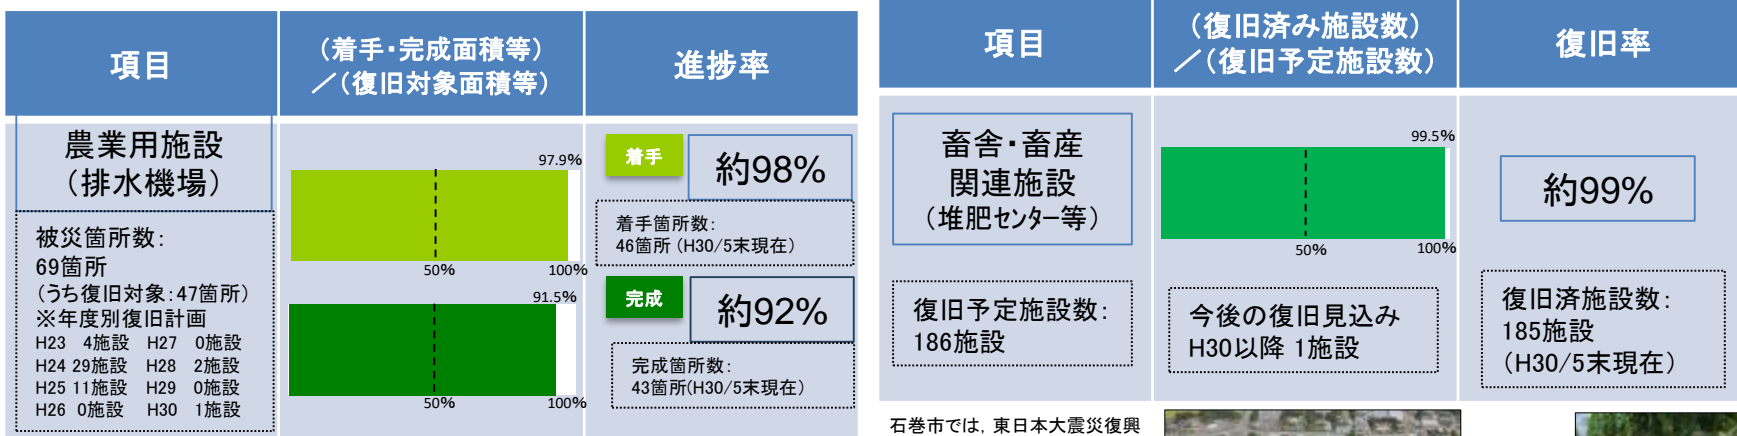 項目
（着手・完成面積等）
／（復旧対象面積等）
進捗率
農業用施設
（排水機場）
被災箇所数：
69箇所
（うち復旧対象：47箇所）
※年度別復旧計画
H23 4施設 H27 0施設
H24 29施設 H28 2施設
H25 11施設 H29 0施設
H26 0施設 H30 1施設
97.9%
50%
100%
91.5%
50%
100%
着手
約98%
着手箇所数：
46箇所（H30/5末現在）
完成
約92%
完成箇所数：
43箇所(H30/5末現在）
項目
（復旧済み施設数）
／（復旧予定施設数）
復旧率
畜舎・畜産
関連施設
（堆肥センター等）
復旧予定施設数：
186施設
99.5%
50%
100%
今後の復旧見込み
H30以降 1施設
約99%
復旧済施設数：
185施設
（H30/5末現在）
石巻市では，東日本大震災復興